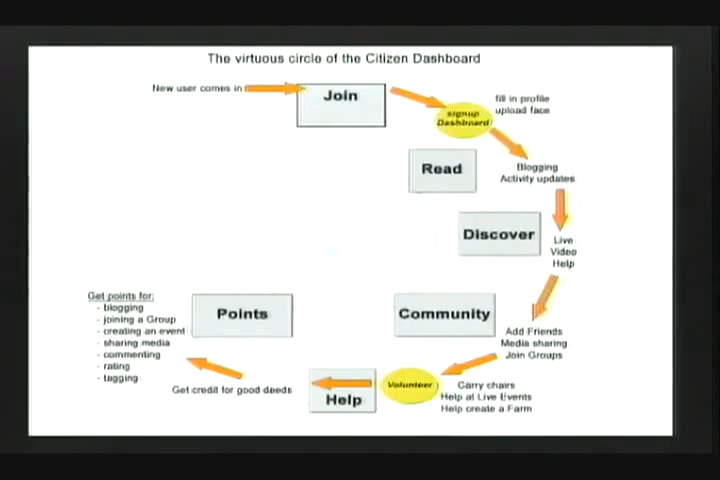 The virtuous circle of the Citizen Dashboard
New user comes in
Join
fill in profile
upload face
signup
Dashboard
Read
Blogging
Activity updates
Discover
Live
Video
Help
Get points for:
- blogging
- joining a Group
- creating an event
- sharing media
- commenting
- rating
- tagging
Points
Community
Add Friends
Media sharing
Join Groups
Get credit for good deeds
Help
Volunteer
Carry chairs
Help at Live Events
Help create a Farm